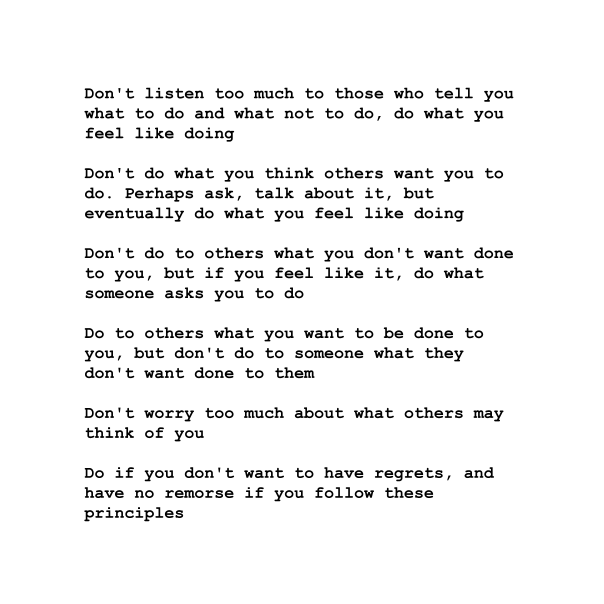 Don't listen too much to those who tell you
what to do and what not to do, do what you
feel like doing
Don't do what you think others want you to
do. Perhaps ask, talk about it, but
eventually do what you feel like doing
Don't do to others what you don't want done
to you, but if you feel like it, do what
someone asks you to do
Do to others what you want to be done to
you, but don't do to someone what they
don't want done to them
Don't worry too much about what others may
think of you
Do if you don't want to have regrets, and
have no remorse if you follow these
principles